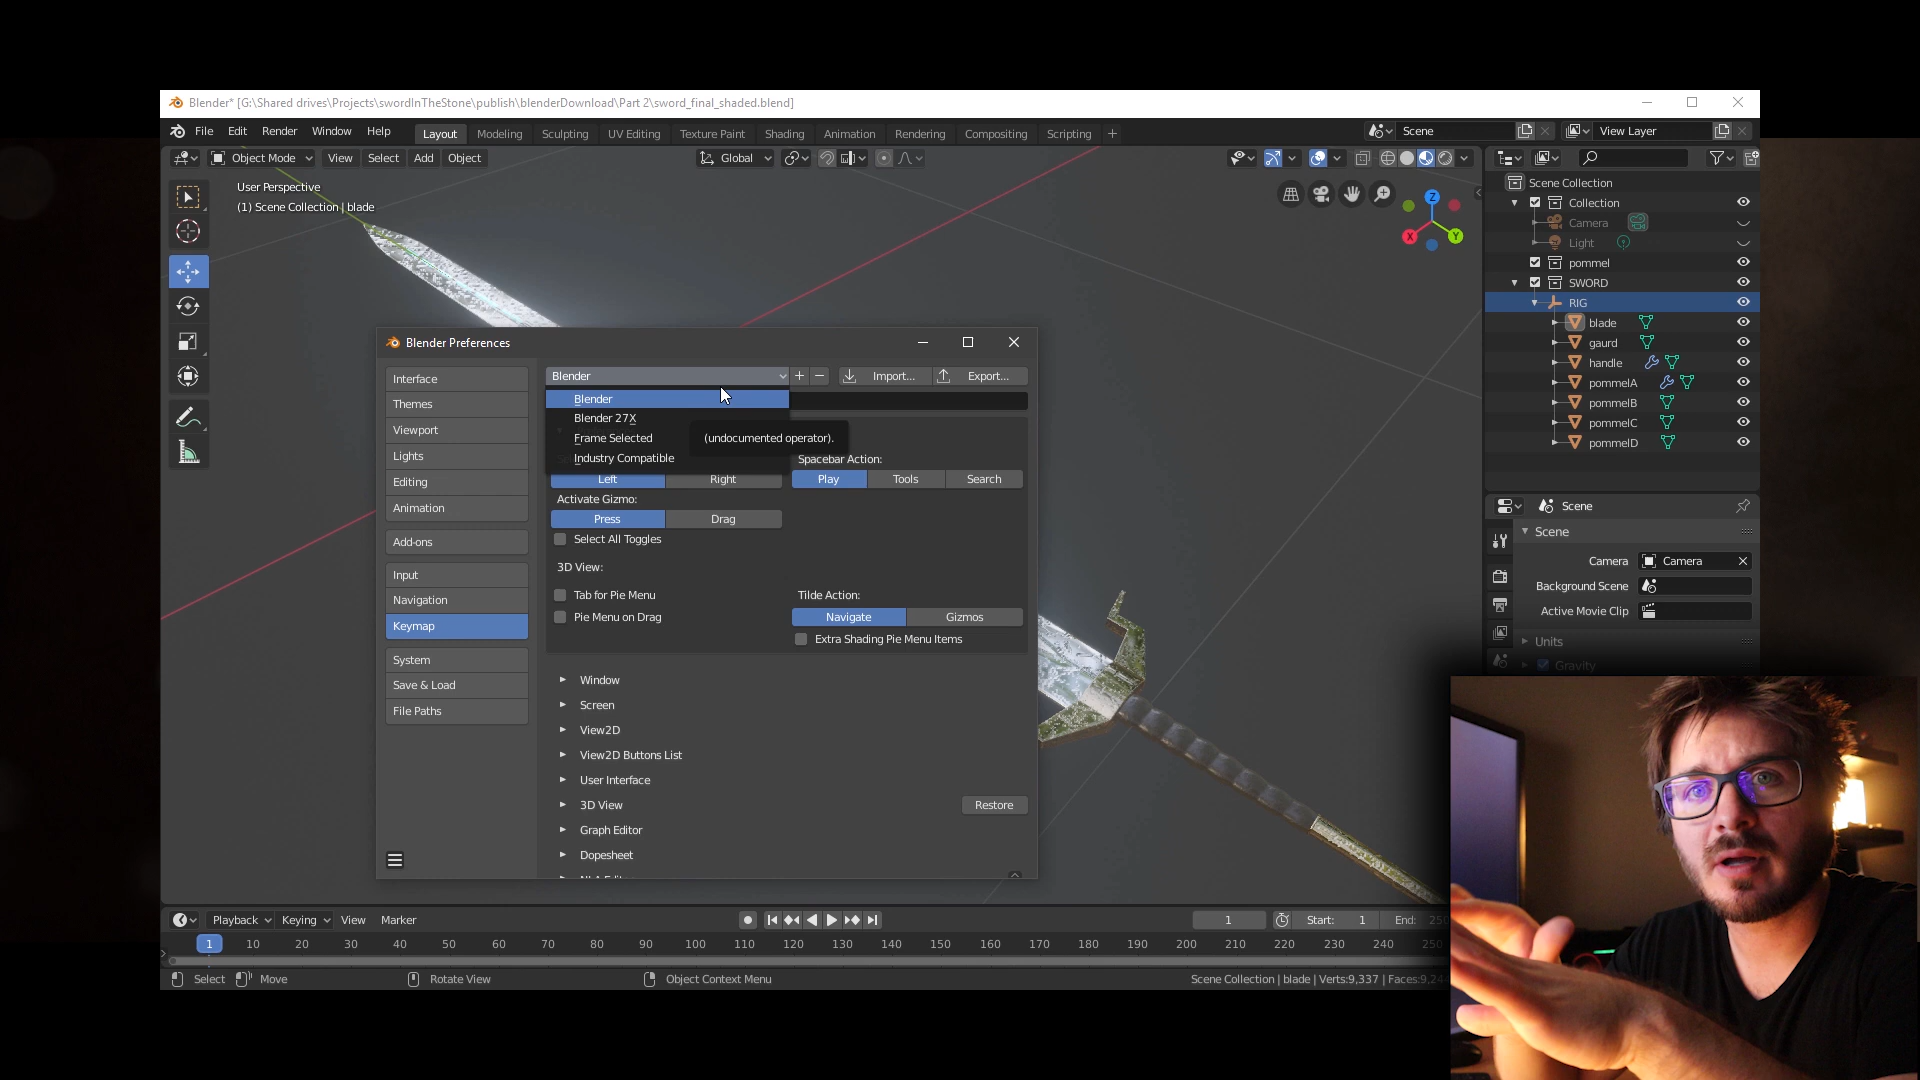 Blender* [G:\Shared drives\Projects\swordInTheStone\publish\blenderDownload\Part 2\sword_final_shaded.blend]
File Edit Render Window Help Layout Modeling Sculpting UV Editing Texture Paint Shading Animation Rendering Compositing Scripting + Scene View Layer
Object Mode View Select Add Object Global
User Perspective
(1) Scene Collection | blade
Z
X
Y
Scene Collection
Collection
Camera
Light
pommel
SWORD
RIG
blade
gaurd
handle
pommelA
pommelB
pommelC
pommelD
Blender Preferences
Interface
Themes
Viewport
Lights
Editing
Animation
Add-ons
Input
Navigation
Keymap
System
Save & Load
File Paths
Blender + − Import... Export...
Blender
Blender 27X
Frame Selected
Industry Compatible
(undocumented operator).
Spacebar Action:
Left Right Play Tools Search
Activate Gizmo:
Press Drag
Select All Toggles
3D View:
Tab for Pie Menu Tilde Action:
Pie Menu on Drag Navigate Gizmos
Extra Shading Pie Menu Items
Window
Screen
View2D
View2D Buttons List
User Interface
3D View Restore
Graph Editor
Dopesheet
Scene
Scene
Camera Camera
Background Scene
Active Movie Clip
Units
Gravity
Playback Keying View Marker 1 Start: 1 End:
1 10 20 30 40 50 60 70 80 90 100 110 120 130 140 150 160 170 180 190 200 210 220 230 240 250
Select Move Rotate View Object Context Menu Scene Collection | blade | Verts:9,337 | Faces:9,24